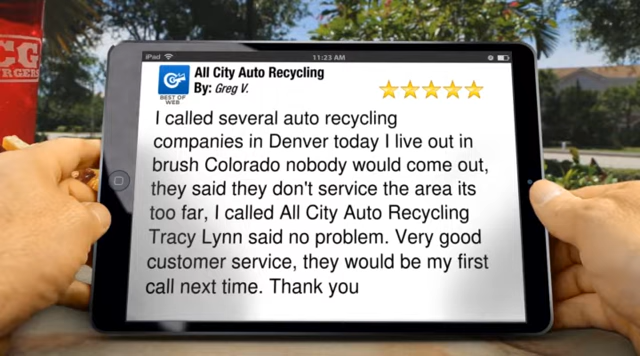 CG
URGERS
iPad
11:23 AM
BEST OF
WEB
All City Auto Recycling
By: Greg V.
I called several auto recycling
companies in Denver today I live out in
brush Colorado nobody would come out,
they said they don't service the area its
too far, I called All City Auto Recycling
Tracy Lynn said no problem. Very good
customer service, they would be my first
call next time. Thank you